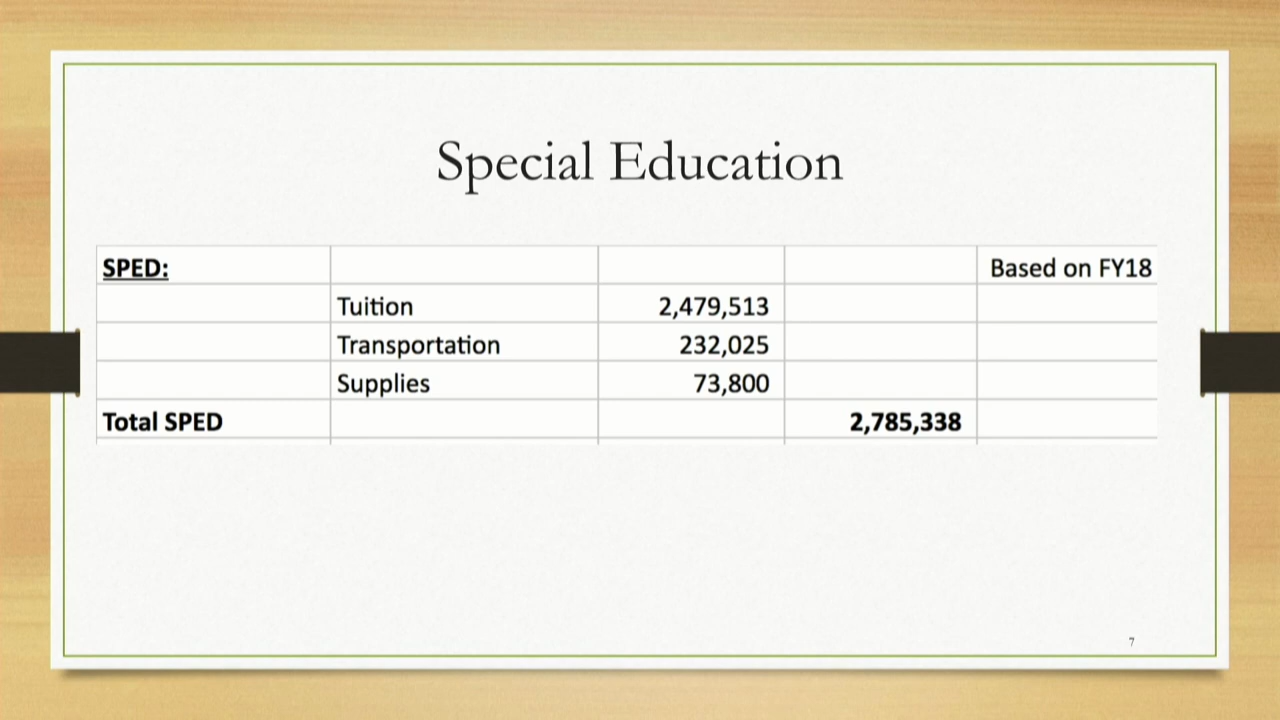 Special Education
SPED: Based on FY18
Tuition 2,479,513
Transportation 232,025
Supplies 73,800
Total SPED 2,785,338
7